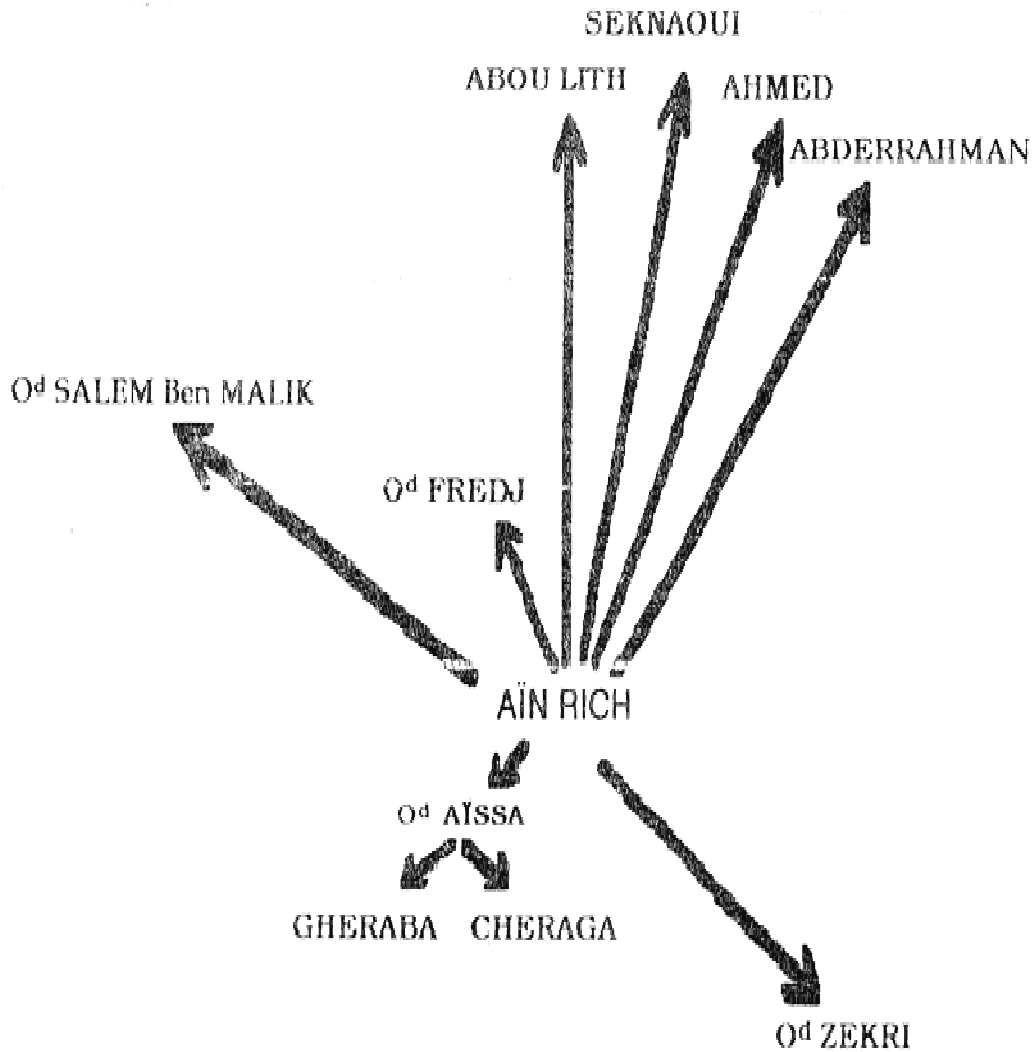 SEKNAOUI
ABOU LITH
AHMED
ABDERRAHMAN
Od SALEM Ben MALIK
Od FREDJ
AÏN RICH
Od AÏSSA
GHERABA CHERAGA
Od ZEKRI